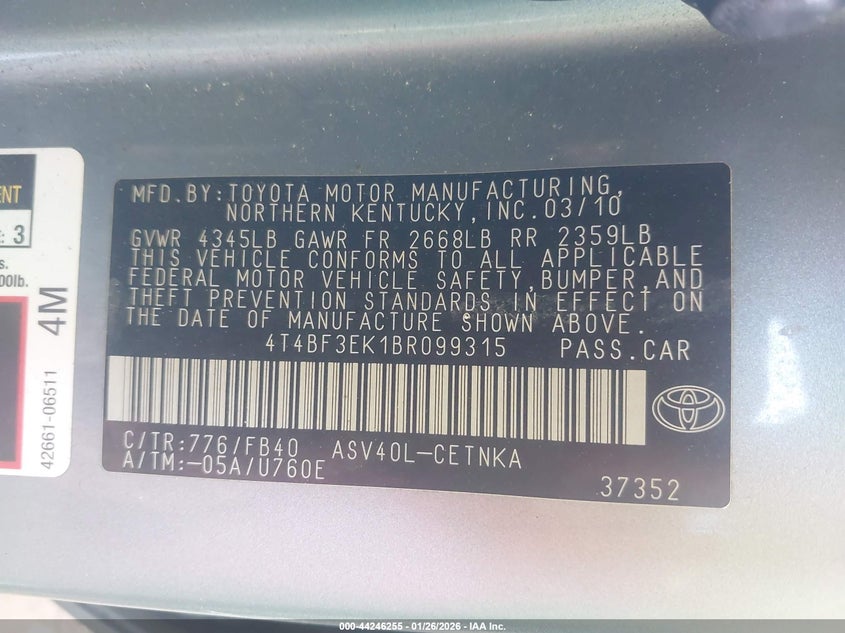 ENT
: 3
s.
00lb.
4M
42661-06511
MFD.BY:TOYOTA MOTOR MANUFACTURING,
NORTHERN KENTUCKY,INC.03/10
GVWR 4345LB GAWR FR 2668LB RR 2359LB
THIS VEHICLE CONFORMS TO ALL APPLICABLE
FEDERAL MOTOR VEHICLE SAFETY,BUMPER,AND
THEFT PREVENTION STANDARDS IN EFFECT ON
THE DATE OF MANUFACTURE SHOWN ABOVE.
4T4BF3EK1BR099315 PASS.CAR
C/TR:776/FB40 ASV40L-CETNKA
A/TM:-05A/U760E
37352
000-44246255 - 01/26/2026 - IAA Inc.